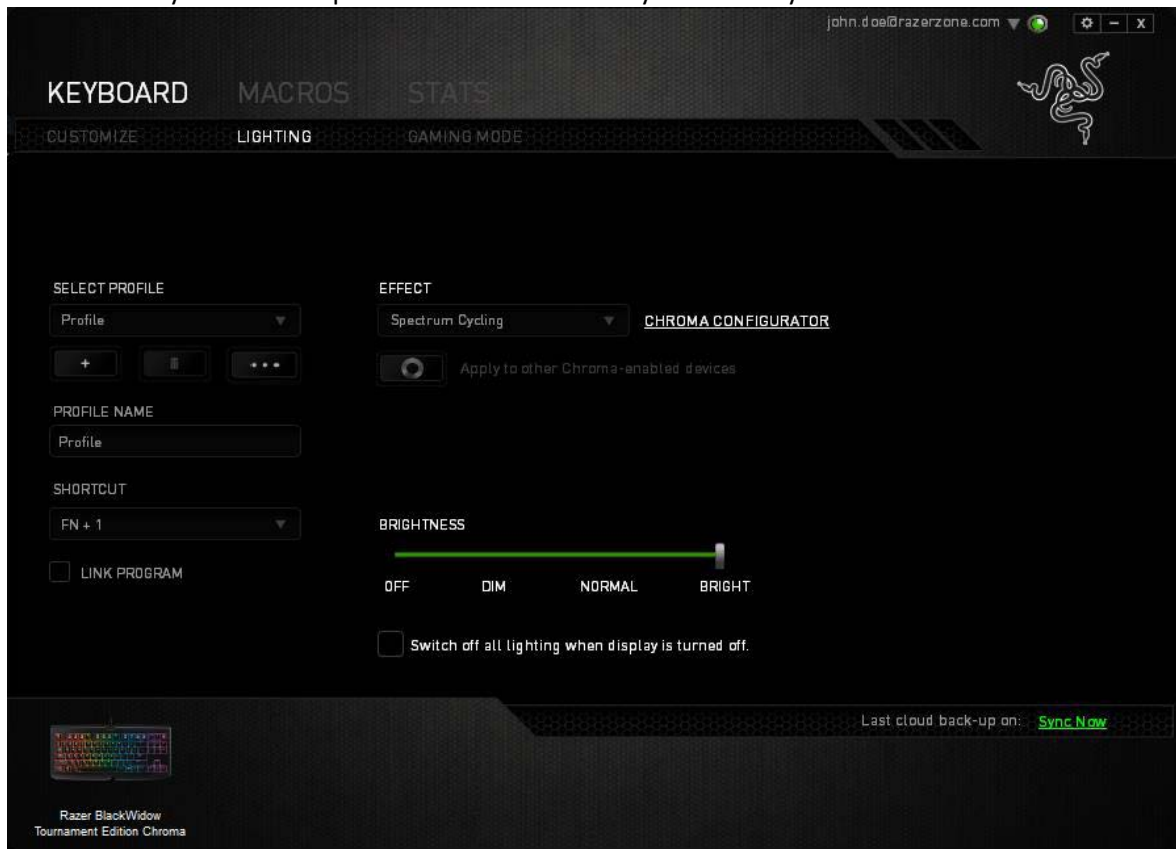 john.doe@razerzone.com
KEYBOARD MACROS STATS
CUSTOMIZE LIGHTING GAMING MODE
SELECT PROFILE
Profile
PROFILE NAME
Profile
SHORTCUT
FN + 1
LINK PROGRAM
EFFECT
Spectrum Cycling CHROMA CONFIGURATOR
Apply to other Chroma-enabled devices
BRIGHTNESS
OFF DIM NORMAL BRIGHT
Switch off all lighting when display is turned off.
Last cloud back-up on: Sync Now
Razer BlackWidow
Tournament Edition Chroma